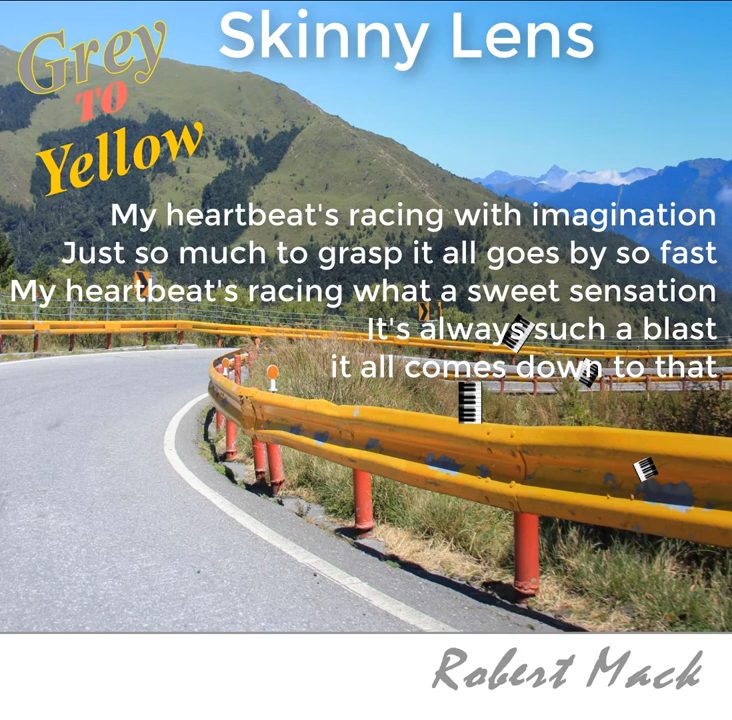 Grey
TO
Yellow
Skinny Lens
My heartbeat's racing with imagination
Just so much to grasp it all goes by so fast
My heartbeat's racing what a sweet sensation
It's always such a blast
it all comes down to that
Robert Mack